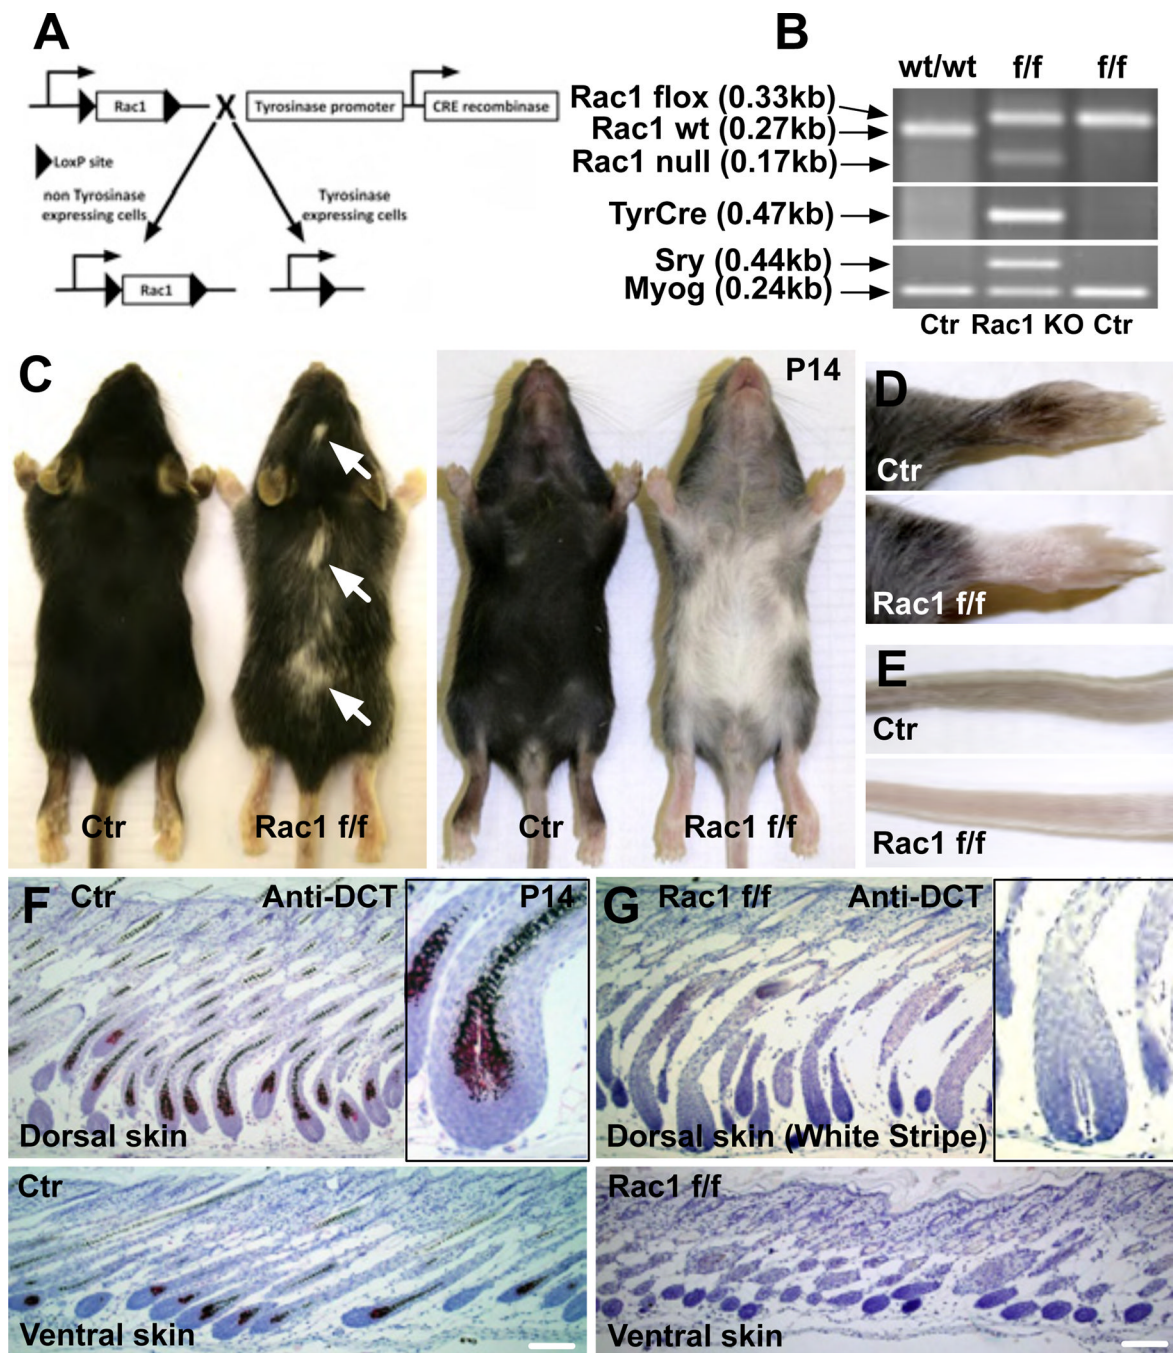 A
Rac1
X
Tyrosinase promoter
CRE recombinase
LoxP site
non Tyrosinase
expressing cells
Tyrosinase
expressing cells
Rac1
B
wt/wt f/f f/f
Rac1 flox (0.33kb)
Rac1 wt (0.27kb)
Rac1 null (0.17kb)
TyrCre (0.47kb)
Sry (0.44kb)
Myog (0.24kb)
Ctr Rac1 KO Ctr
C
P14
Ctr
Rac1 f/f
Ctr
Rac1 f/f
D
Ctr
Rac1 f/f
E
Ctr
Rac1 f/f
F
Ctr
Anti-DCT
P14
Dorsal skin
G
Rac1 f/f
Anti-DCT
Dorsal skin (White Stripe)
Ctr
Ventral skin
Rac1 f/f
Ventral skin